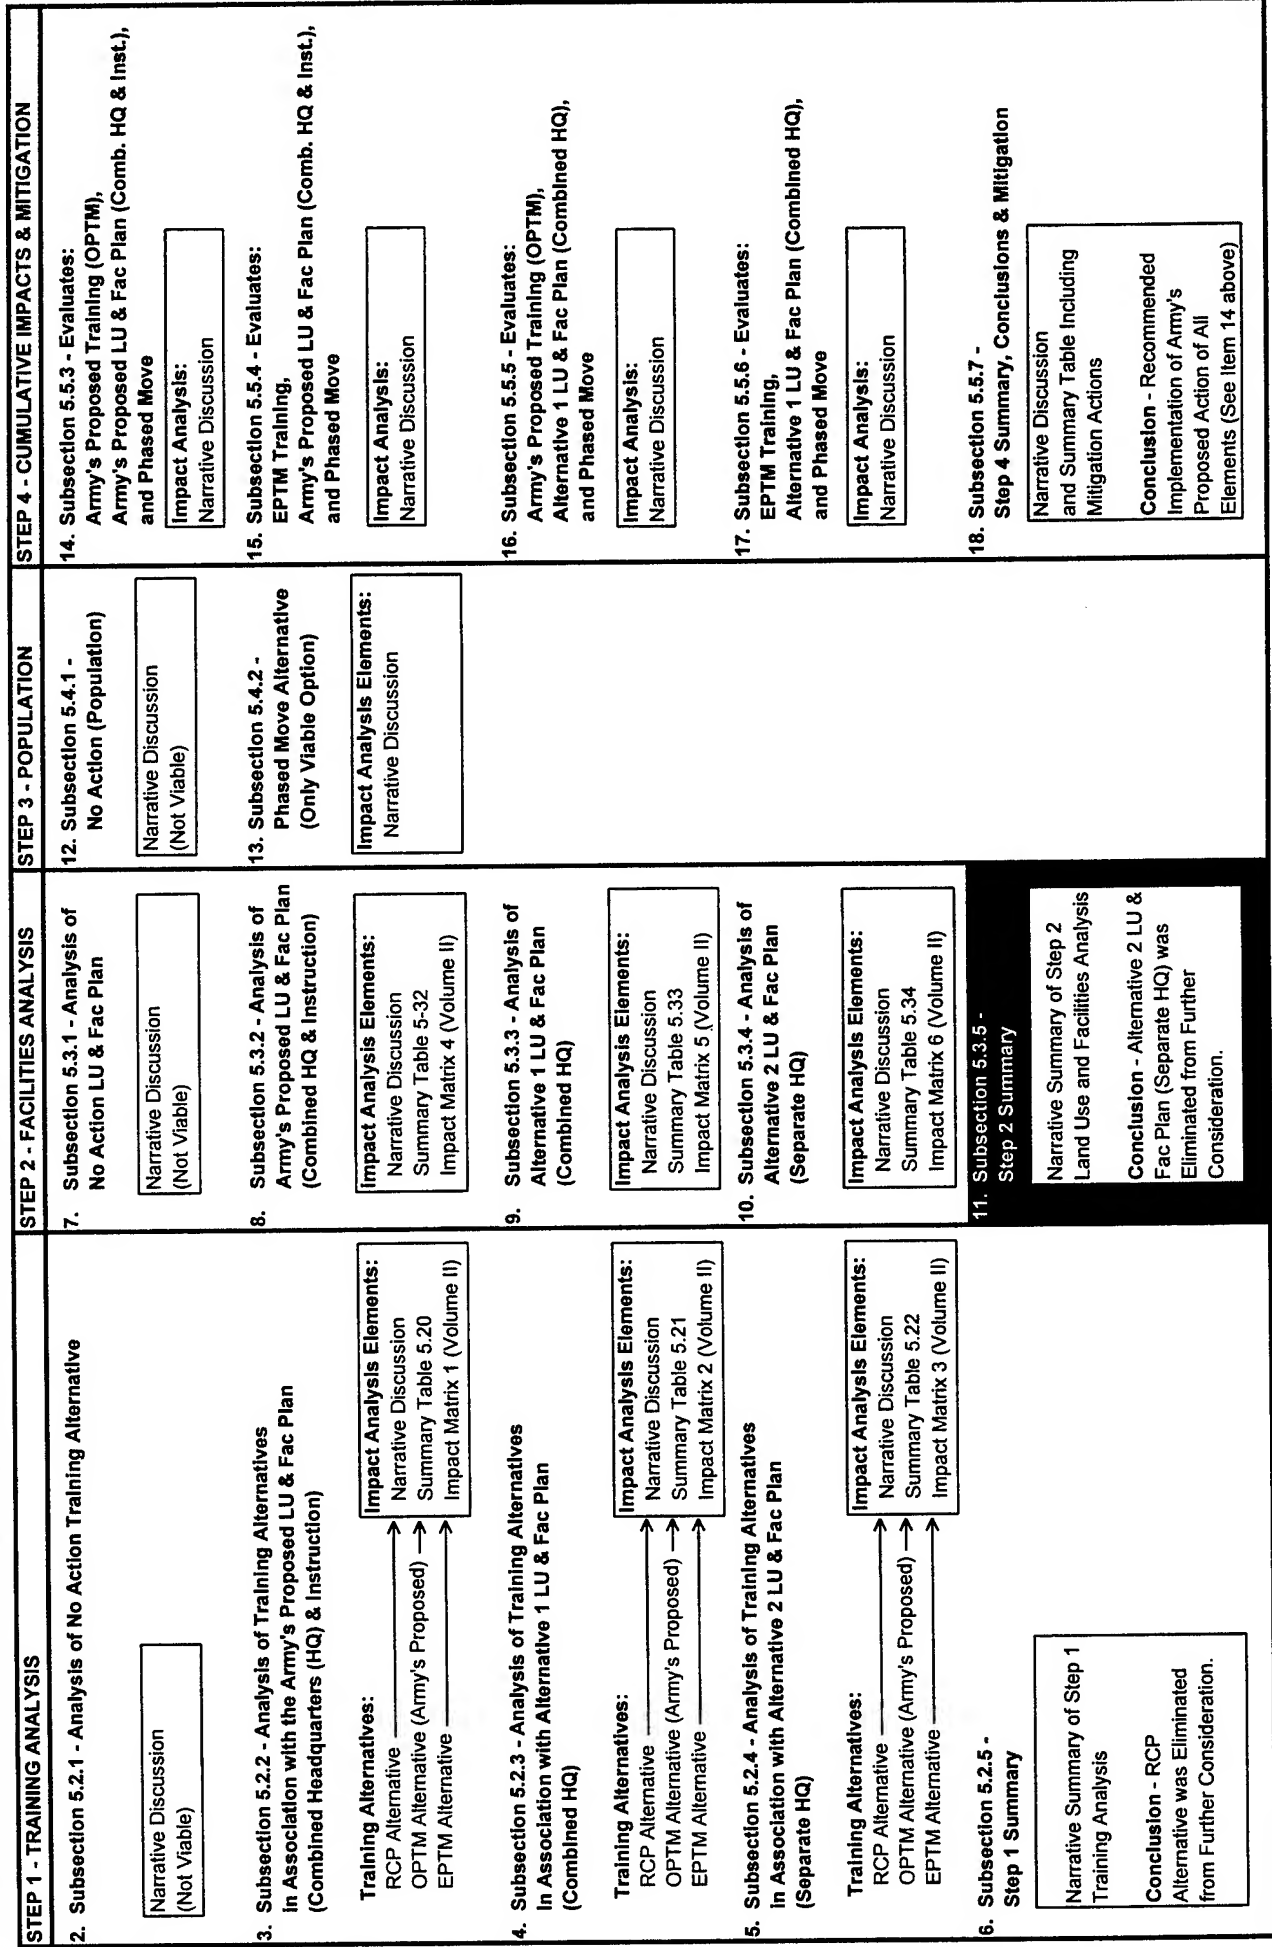 STEP 1 - TRAINING ANALYSIS
2. Subsection 5.2.1 - Analysis of No Action Training Alternative
Narrative Discussion
(Not Viable)
3. Subsection 5.2.2 - Analysis of Training Alternatives
In Association with the Army's Proposed LU & Fac Plan
(Combined Headquarters (HQ) & Instruction)
Training Alternatives:
RCP Alternative
OPTM Alternative (Army's Proposed)
EPTM Alternative
Impact Analysis Elements:
Narrative Discussion
Summary Table 5.20
Impact Matrix 1 (Volume II)
4. Subsection 5.2.3 - Analysis of Training Alternatives
In Association with Alternative 1 LU & Fac Plan
(Combined HQ)
Training Alternatives:
RCP Alternative
OPTM Alternative (Army's Proposed)
EPTM Alternative
Impact Analysis Elements:
Narrative Discussion
Summary Table 5.21
Impact Matrix 2 (Volume II)
5. Subsection 5.2.4 - Analysis of Training Alternatives
In Association with Alternative 2 LU & Fac Plan
(Separate HQ)
Training Alternatives:
RCP Alternative
OPTM Alternative (Army's Proposed)
EPTM Alternative
Impact Analysis Elements:
Narrative Discussion
Summary Table 5.22
Impact Matrix 3 (Volume II)
6. Subsection 5.2.5 -
Step 1 Summary
Narrative Summary of Step 1
Training Analysis
Conclusion - RCP
Alternative was Eliminated
from Further Consideration.
STEP 2 - FACILITIES ANALYSIS
7. Subsection 5.3.1 - Analysis of
No Action LU & Fac Plan
Narrative Discussion
(Not Viable)
8. Subsection 5.3.2 - Analysis of
Army's Proposed LU & Fac Plan
(Combined HQ & Instruction)
Impact Analysis Elements:
Narrative Discussion
Summary Table 5-32
Impact Matrix 4 (Volume II)
9. Subsection 5.3.3 - Analysis of
Alternative 1 LU & Fac Plan
(Combined HQ)
Impact Analysis Elements:
Narrative Discussion
Summary Table 5.33
Impact Matrix 5 (Volume II)
10. Subsection 5.3.4 - Analysis of
Alternative 2 LU & Fac Plan
(Separate HQ)
Impact Analysis Elements:
Narrative Discussion
Summary Table 5.34
Impact Matrix 6 (Volume II)
11. Subsection 5.3.5 -
Step 2 Summary
Narrative Summary of Step 2
Land Use and Facilities Analysis
Conclusion - Alternative 2 LU &
Fac Plan (Separate HQ) was
Eliminated from Further
Consideration.
STEP 3 - POPULATION
12. Subsection 5.4.1 -
No Action (Population)
Narrative Discussion
(Not Viable)
13. Subsection 5.4.2 -
Phased Move Alternative
(Only Viable Option)
Impact Analysis Elements:
Narrative Discussion
STEP 4 - CUMULATIVE IMPACTS & MITIGATION
14. Subsection 5.5.3 - Evaluates:
Army's Proposed Training (OPTM),
Army's Proposed LU & Fac Plan (Comb. HQ & Inst.),
and Phased Move
Impact Analysis:
Narrative Discussion
15. Subsection 5.5.4 - Evaluates:
EPTM Training,
Army's Proposed LU & Fac Plan (Comb. HQ & Inst.),
and Phased Move
Impact Analysis:
Narrative Discussion
16. Subsection 5.5.5 - Evaluates:
Army's Proposed Training (OPTM),
Alternative 1 LU & Fac Plan (Combined HQ),
and Phased Move
Impact Analysis:
Narrative Discussion
17. Subsection 5.5.6 - Evaluates:
EPTM Training,
Alternative 1 LU & Fac Plan (Combined HQ),
and Phased Move
Impact Analysis:
Narrative Discussion
18. Subsection 5.5.7 -
Step 4 Summary, Conclusions & Mitigation
Narrative Discussion
and Summary Table Including
Mitigation Actions
Conclusion - Recommended
Implementation of Army's
Proposed Action of All
Elements (See Item 14 above)